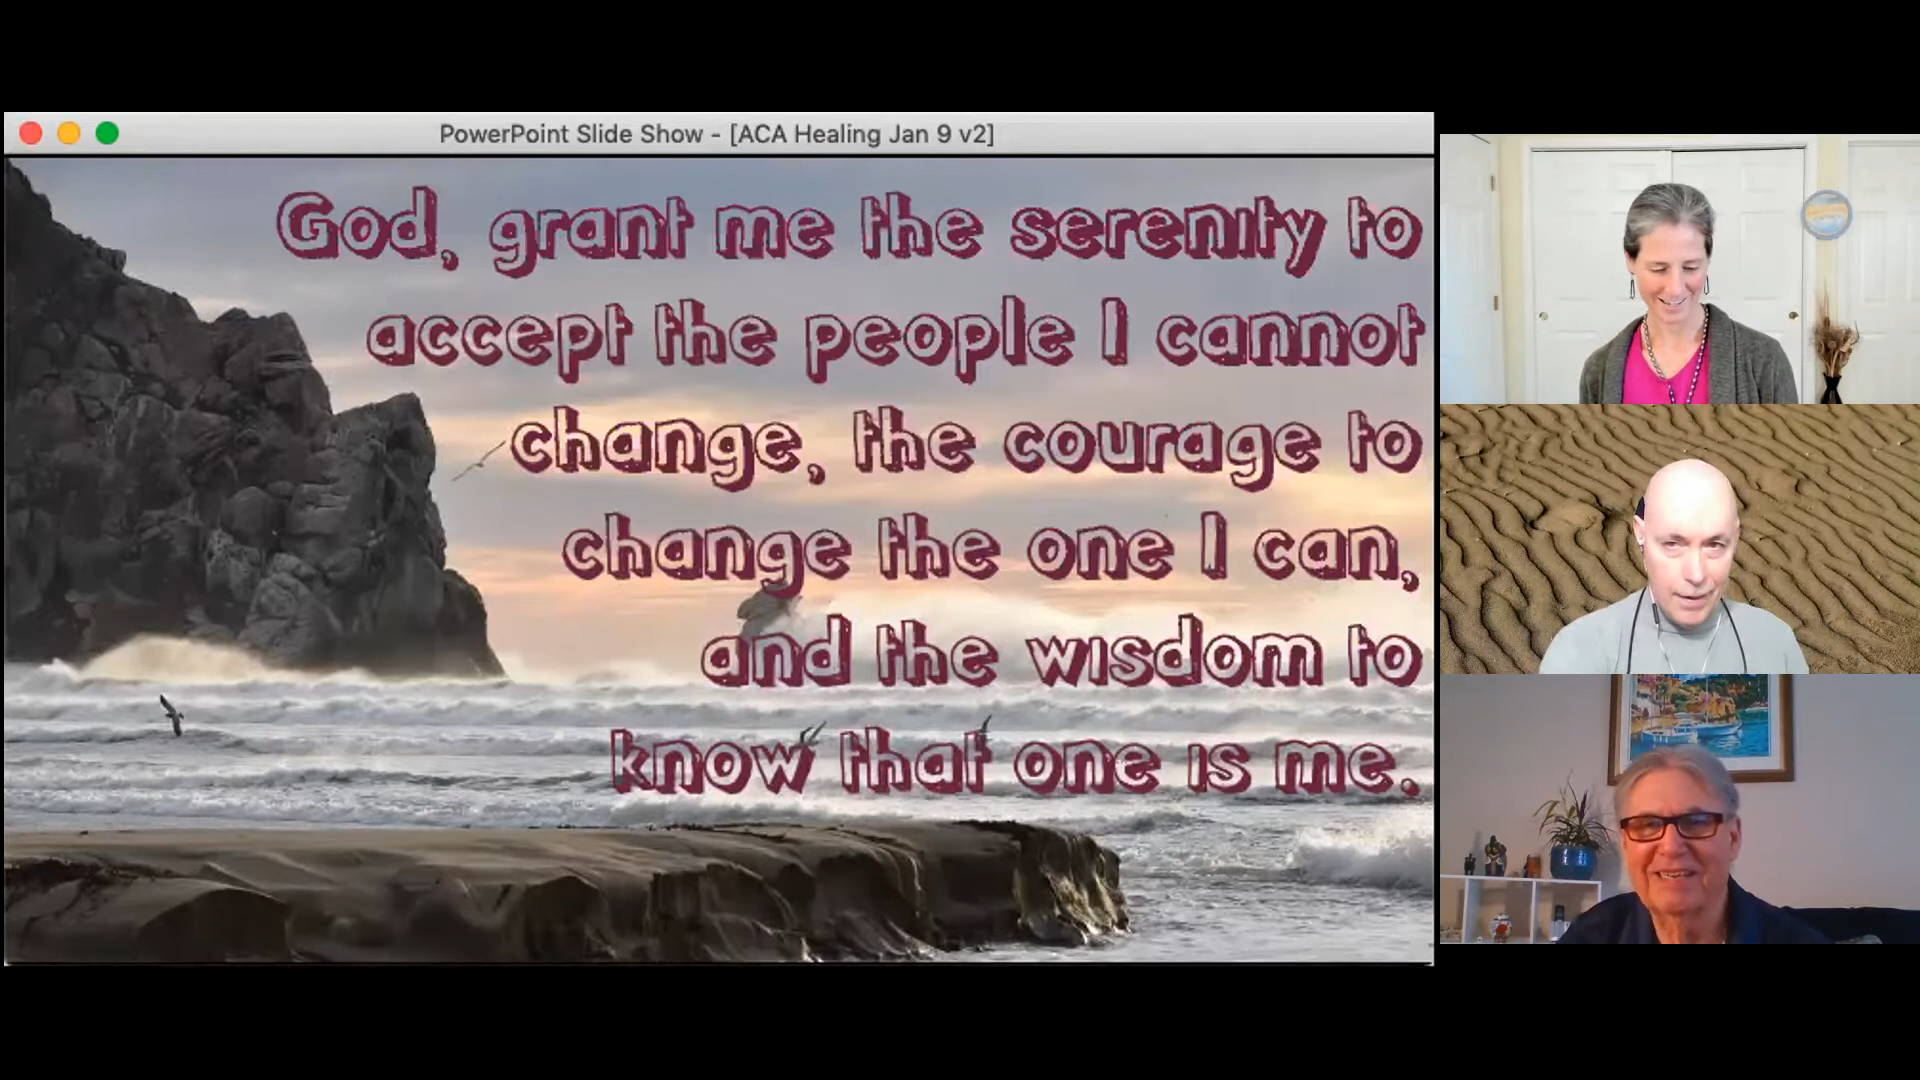 PowerPoint Slide Show - [ACA Healing Jan 9 v2]
God, grant me the serenity to
accept the people I cannot
change, the courage to
change the one I can,
and the wisdom to
know that one is me.